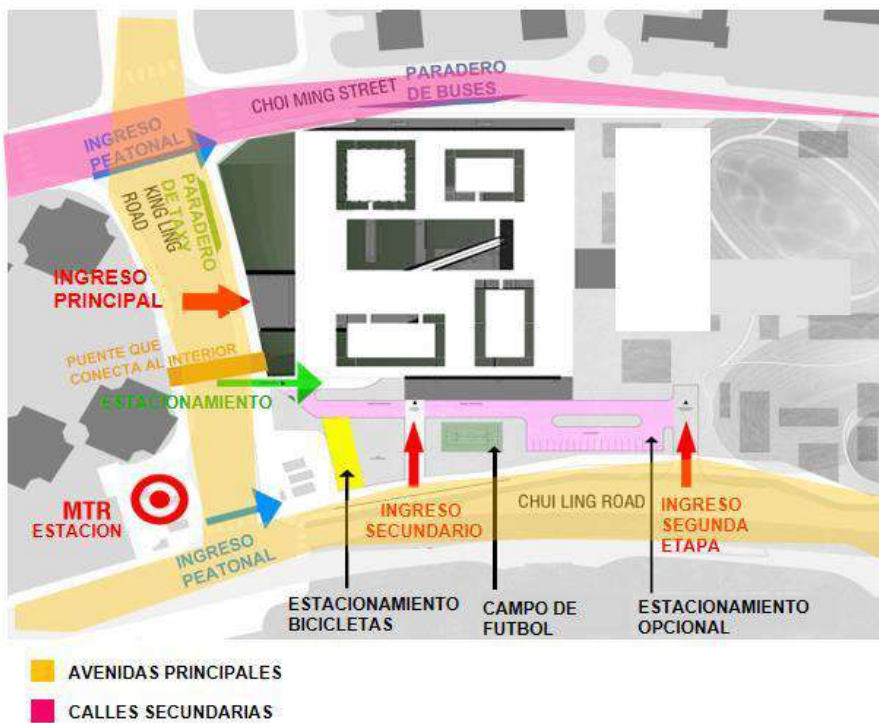 CHOI MING STREET
PARADERO
DE BUSES
INGRESO
PEATONAL
PARADERO
DE TAXY
KING LING
ROAD
INGRESO
PRINCIPAL
PUENTE QUE
CONECTA AL INTERIOR
ESTACIONAMIENTO
MTR
ESTACION
INGRESO
PEATONAL
INGRESO
SECUNDARIO
CHUI LING ROAD
INGRESO
SEGUNDA
ETAPA
ESTACIONAMIENTO
BICICLETAS
CAMPO DE
FUTBOL
ESTACIONAMIENTO
OPCIONAL
AVENIDAS PRINCIPALES
CALLES SECUNDARIAS